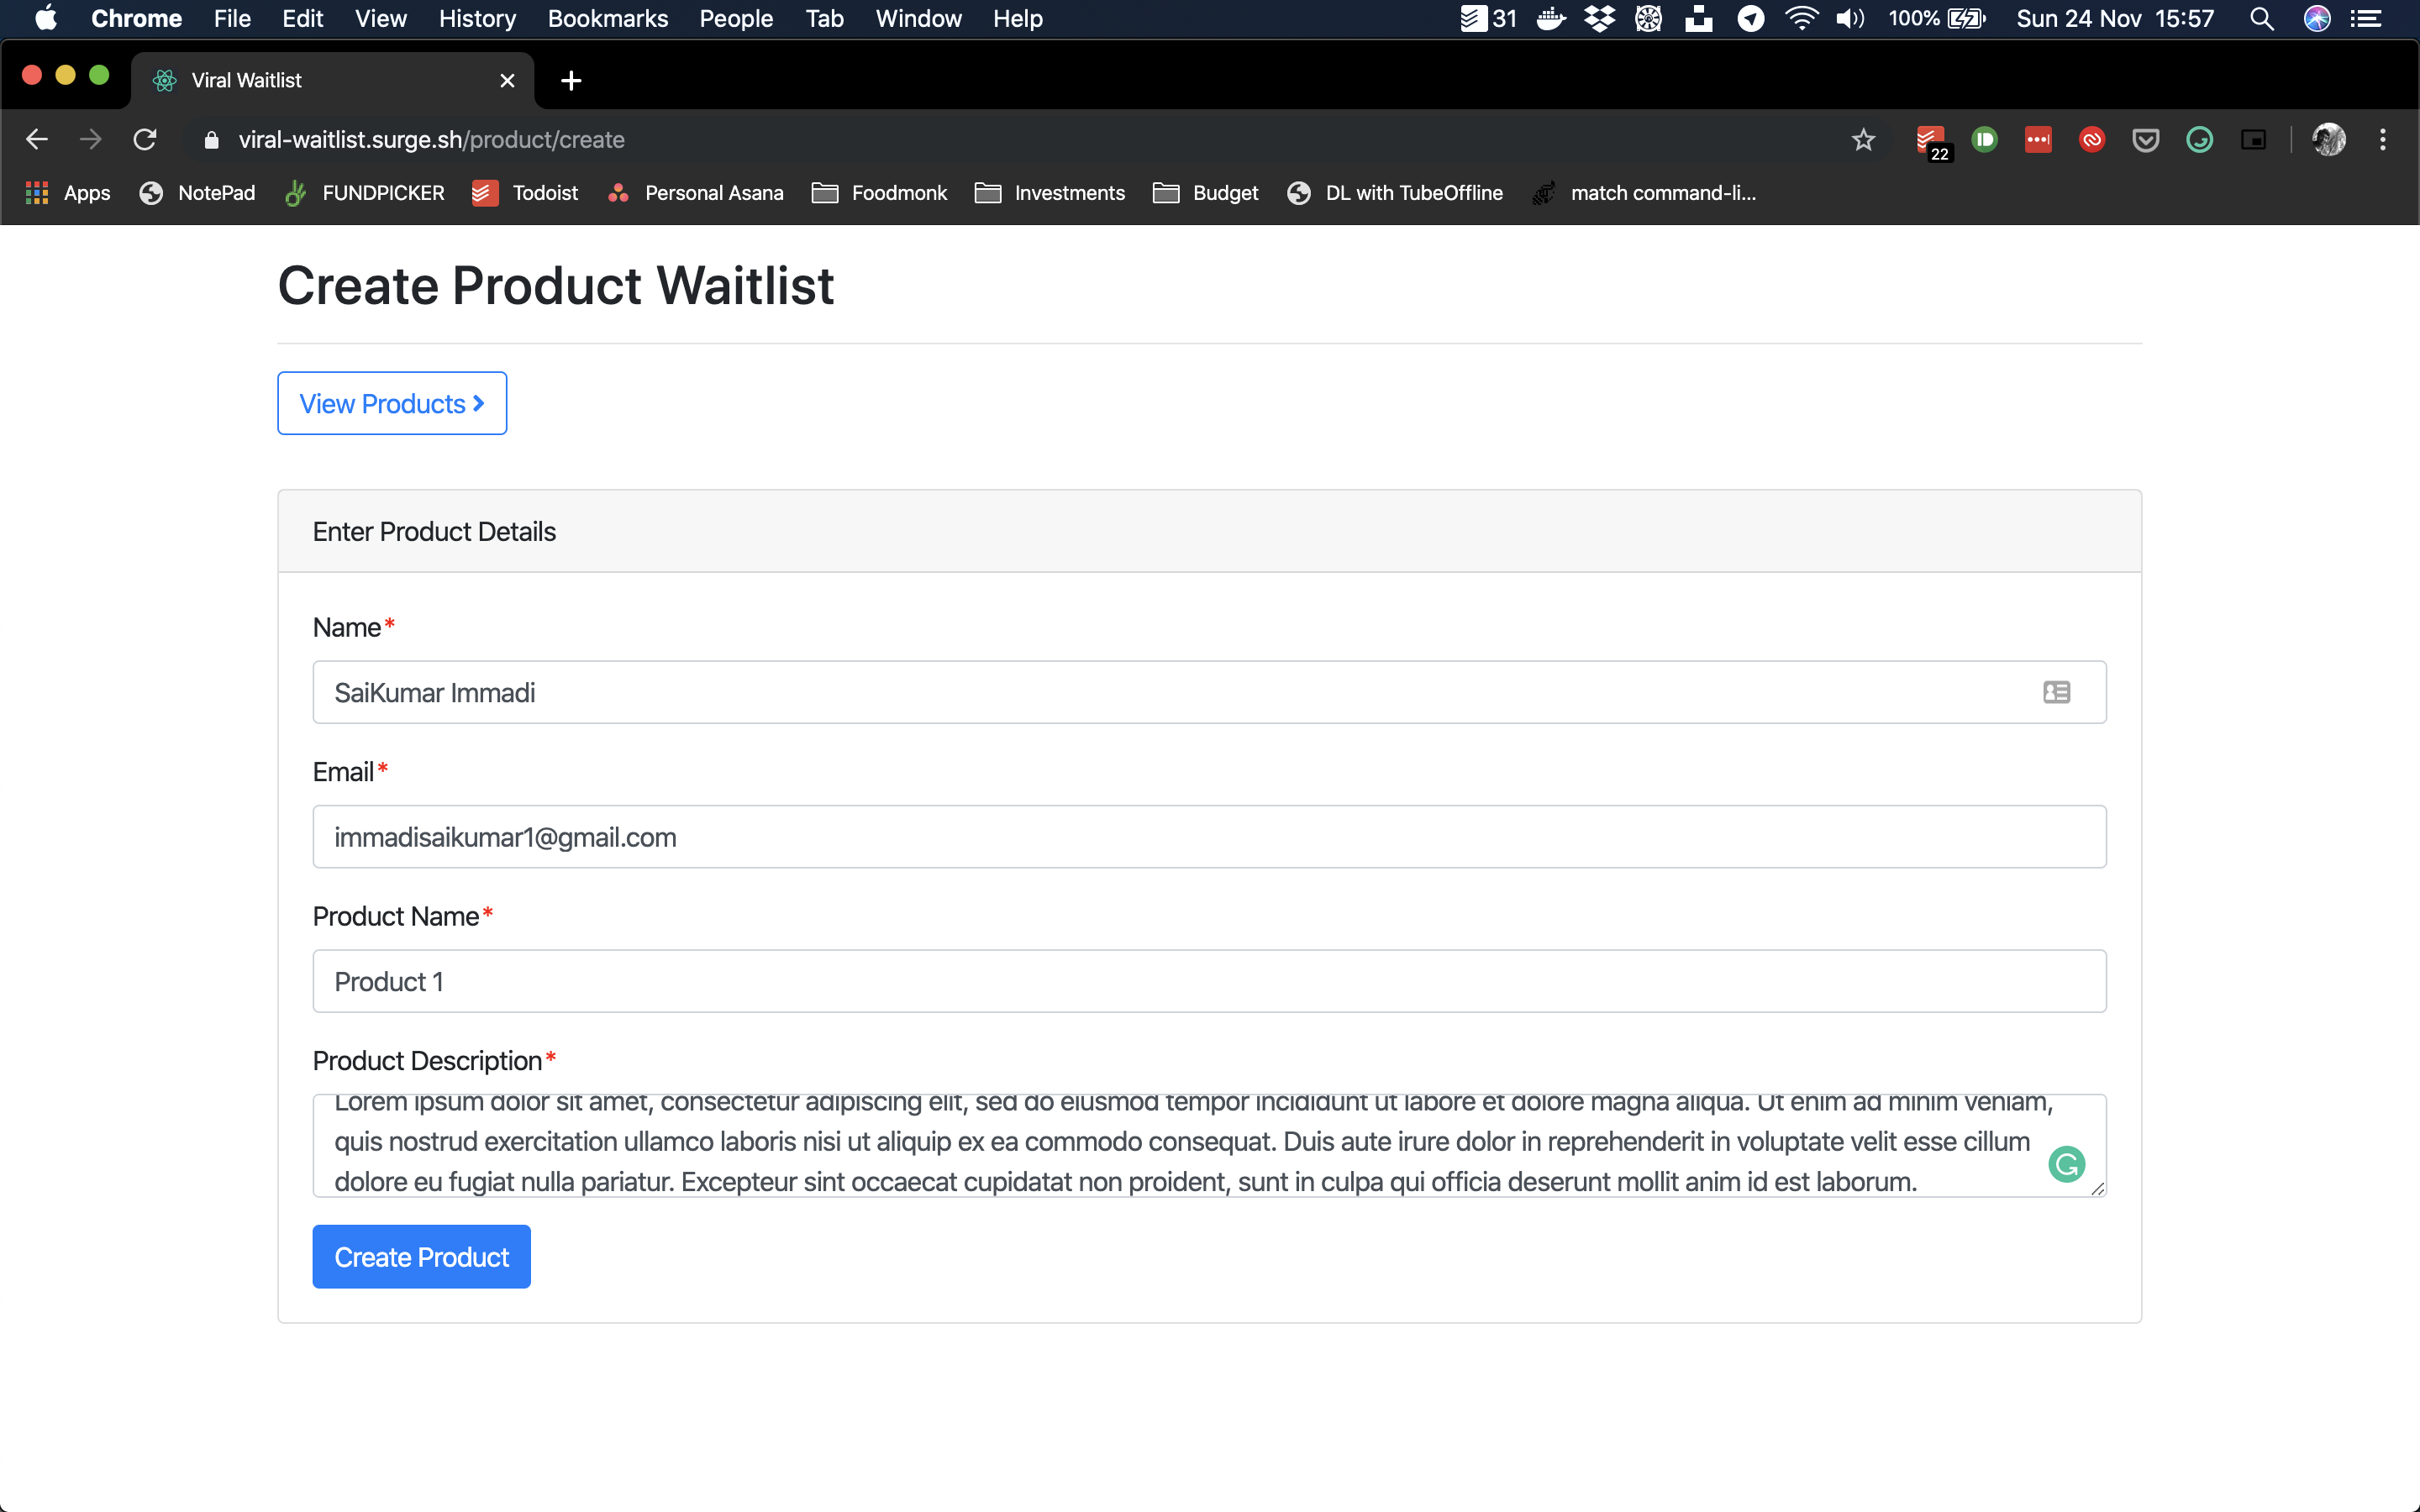 Chrome File Edit View History Bookmarks People Tab Window Help 31 100% Sun 24 Nov 15:57
Viral Waitlist
viral-waitlist.surge.sh/product/create
22
Apps NotePad FUNDPICKER Todoist Personal Asana Foodmonk Investments Budget DL with TubeOffline match command-li...
Create Product Waitlist
View Products
Enter Product Details
Name*
SaiKumar Immadi
Email*
immadisaikumar1@gmail.com
Product Name*
Product 1
Product Description*
Lorem ipsum dolor sit amet, consectetur adipiscing elit, sed do eiusmod tempor incididunt ut labore et dolore magna aliqua. Ut enim ad minim veniam,
quis nostrud exercitation ullamco laboris nisi ut aliquip ex ea commodo consequat. Duis aute irure dolor in reprehenderit in voluptate velit esse cillum
dolore eu fugiat nulla pariatur. Excepteur sint occaecat cupidatat non proident, sunt in culpa qui officia deserunt mollit anim id est laborum.
Create Product